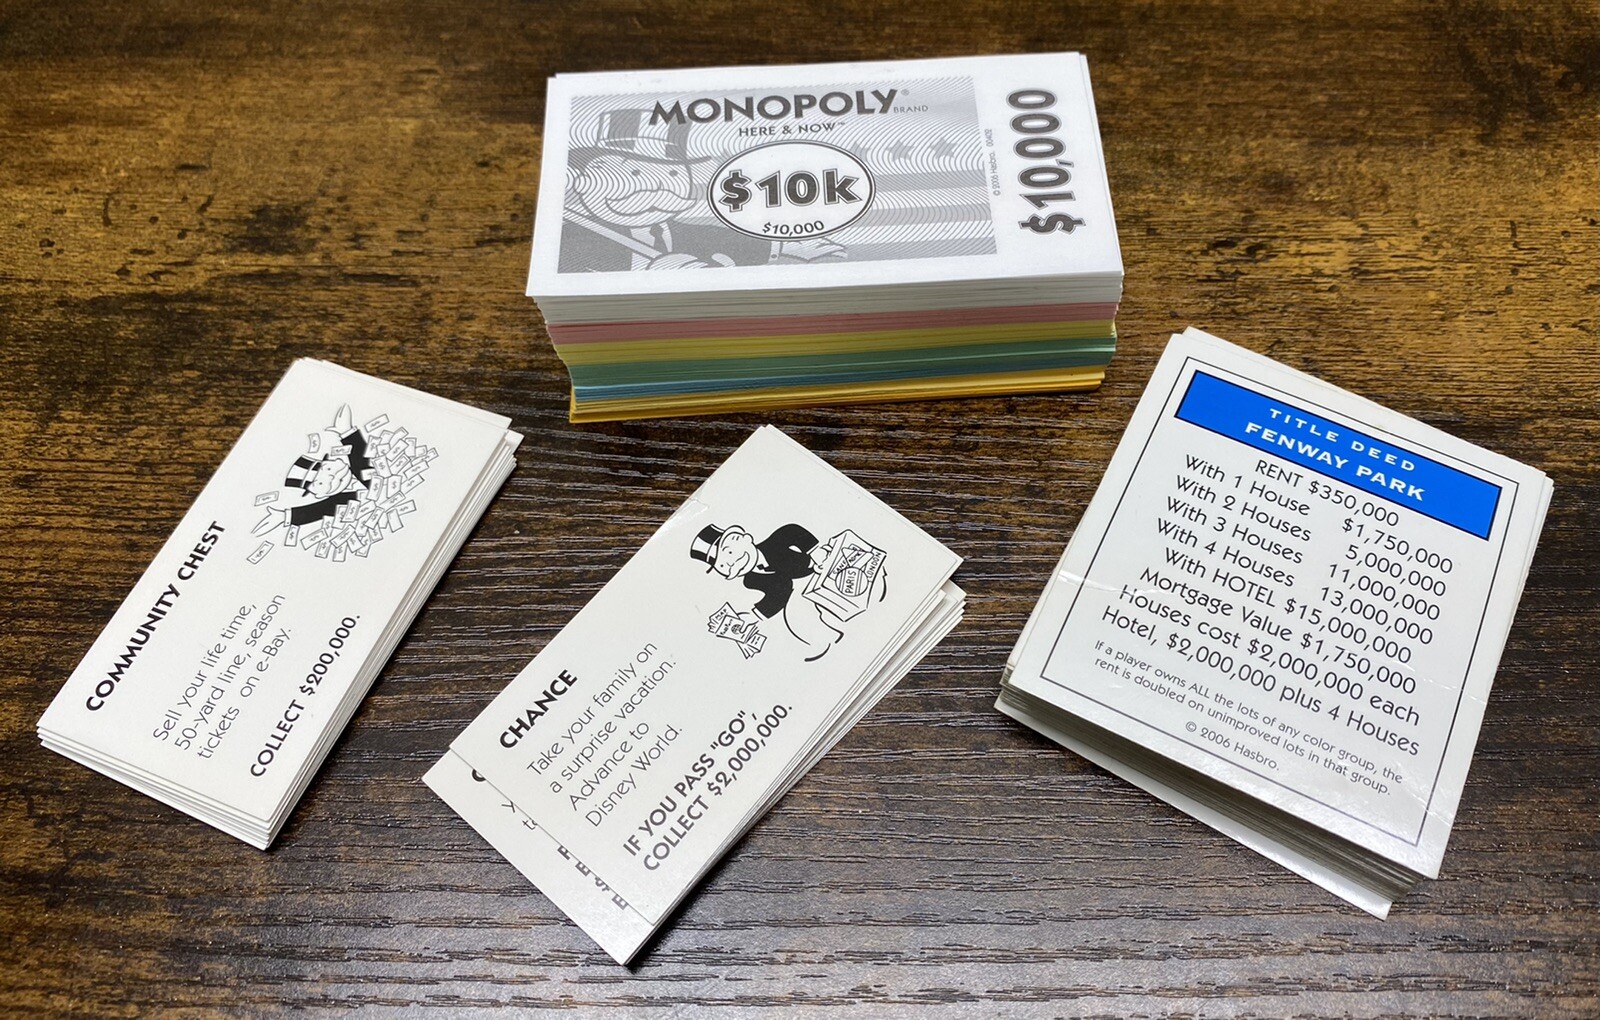 MONOPOLY® BRAND
HERE & NOW™
$10k
$10,000
© 2006 Hasbro. 00402
$10,000
COMMUNITY CHEST
Sell your life time,
50-yard line, season
tickets on e-Bay.
COLLECT $200,000.
CHANCE
Take your family on
a surprise vacation.
Advance to
Disney World.
IF YOU PASS "GO",
COLLECT $2,000,000.
PARIS
LONDON
TITLE DEED
FENWAY PARK
RENT $350,000
With 1 House $1,750,000
With 2 Houses 5,000,000
With 3 Houses 11,000,000
With 4 Houses 13,000,000
With HOTEL $15,000,000
Mortgage Value $1,750,000
Houses cost $2,000,000 each
Hotel, $2,000,000 plus 4 Houses
If a player owns ALL the lots of any color group, the
rent is doubled on unimproved lots in that group.
© 2006 Hasbro.